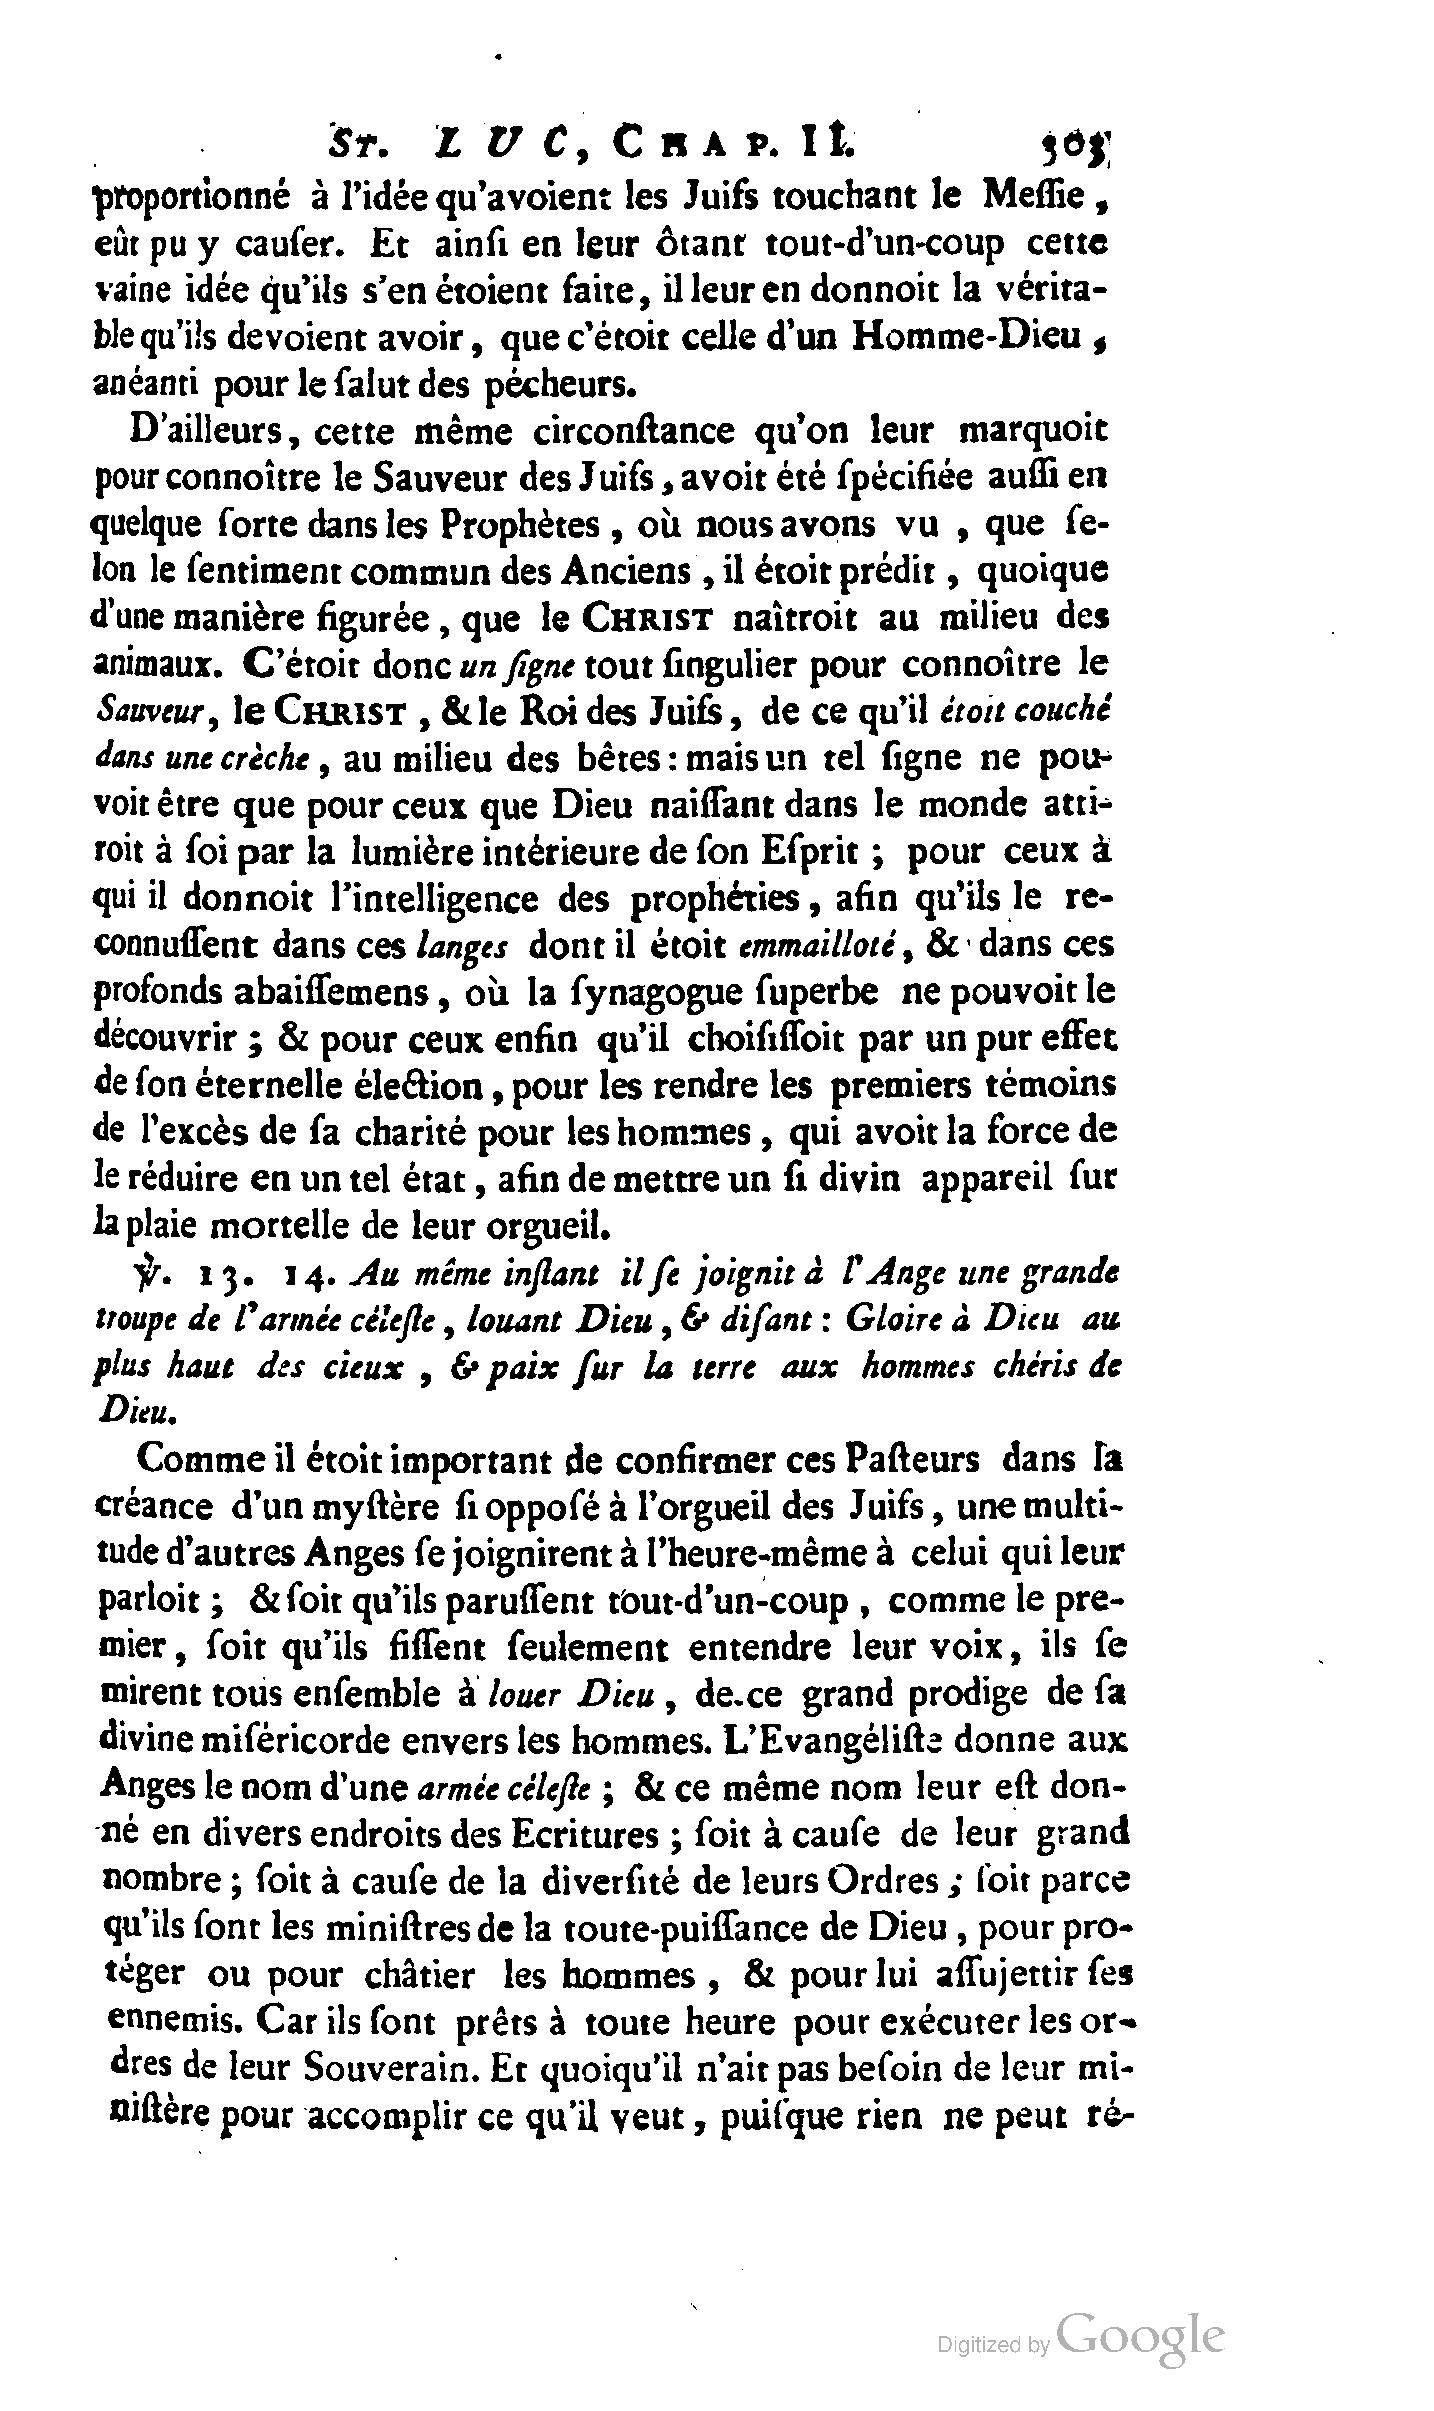 St. LUC, CHAP. II. 305
proportionné à l'idée qu'avoient les Juifs touchant le Meſſie,
eût pu y cauſer. Et ainſi en leur ôtant tout-d'un-coup cette
vaine idée qu'ils s'en étoient faite, il leur en donnoit la vérita-
ble qu'ils devoient avoir, que c'étoit celle d'un Homme-Dieu,
anéanti pour le ſalut des pécheurs.
D'ailleurs, cette même circonſtance qu'on leur marquoit
pour connoître le Sauveur des Juifs, avoit été ſpécifiée auſſi en
quelque ſorte dans les Prophètes, où nous avons vu, que ſe-
lon le ſentiment commun des Anciens, il étoit prédit, quoique
d'une manière figurée, que le CHRIST naîtroit au milieu des
animaux. C'étoit donc un ſigne tout ſingulier pour connoître le
Sauveur, le CHRIST, & le Roi des Juifs, de ce qu'il étoit couché
dans une crèche, au milieu des bêtes : mais un tel ſigne ne pou-
voit être que pour ceux que Dieu naiſſant dans le monde atti-
roit à ſoi par la lumière intérieure de ſon Eſprit ; pour ceux à
qui il donnoit l'intelligence des prophéties, afin qu'ils le re-
connuſſent dans ces langes dont il étoit emmailloté, & dans ces
profonds abaiſſemens, où la ſynagogue ſuperbe ne pouvoit le
découvrir ; & pour ceux enfin qu'il choiſiſſoit par un pur effet
de ſon éternelle élection, pour les rendre les premiers témoins
de l'excès de ſa charité pour les hommes, qui avoit la force de
le réduire en un tel état, afin de mettre un ſi divin appareil ſur
la plaie mortelle de leur orgueil.
℣. 13. 14. Au même inſtant il ſe joignit à l'Ange une grande
troupe de l'armée céleſte, louant Dieu, & diſant : Gloire à Dieu au
plus haut des cieux, & paix ſur la terre aux hommes chéris de
Dieu.
Comme il étoit important de confirmer ces Paſteurs dans la
créance d'un myſtère ſi oppoſé à l'orgueil des Juifs, une multi-
tude d'autres Anges ſe joignirent à l'heure-même à celui qui leur
parloit ; & ſoit qu'ils paruſſent tout-d'un-coup, comme le pre-
mier, ſoit qu'ils fiſſent ſeulement entendre leur voix, ils ſe
mirent tous enſemble à louer Dieu, de ce grand prodige de ſa
divine miſéricorde envers les hommes. L'Evangéliſte donne aux
Anges le nom d'une armée céleſte ; & ce même nom leur eſt don-
né en divers endroits des Ecritures ; ſoit à cauſe de leur grand
nombre ; ſoit à cauſe de la diverſité de leurs Ordres ; ſoit parce
qu'ils ſont les miniſtres de la toute-puiſſance de Dieu, pour pro-
téger ou pour châtier les hommes, & pour lui aſſujettir ſes
ennemis. Car ils ſont prêts à toute heure pour exécuter les or-
dres de leur Souverain. Et quoiqu'il n'ait pas beſoin de leur mi-
niſtère pour accomplir ce qu'il veut, puiſque rien ne peut ré-
Digitized by Google